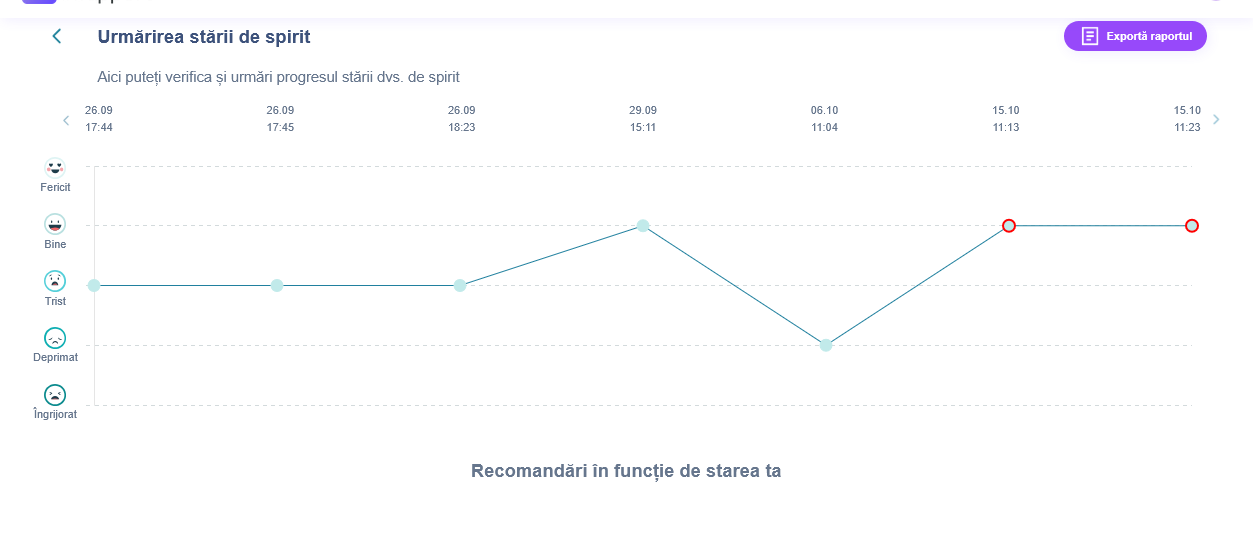 Urmărirea stării de spirit
Exportă raportul
Aici puteți verifica și urmări progresul stării dvs. de spirit
26.09 26.09 26.09 29.09 06.10 15.10 15.10
17:44 17:45 18:23 15:11 11:04 11:13 11:23
Fericit
Bine
Trist
Deprimat
Îngrijorat
Recomandări în funcție de starea ta